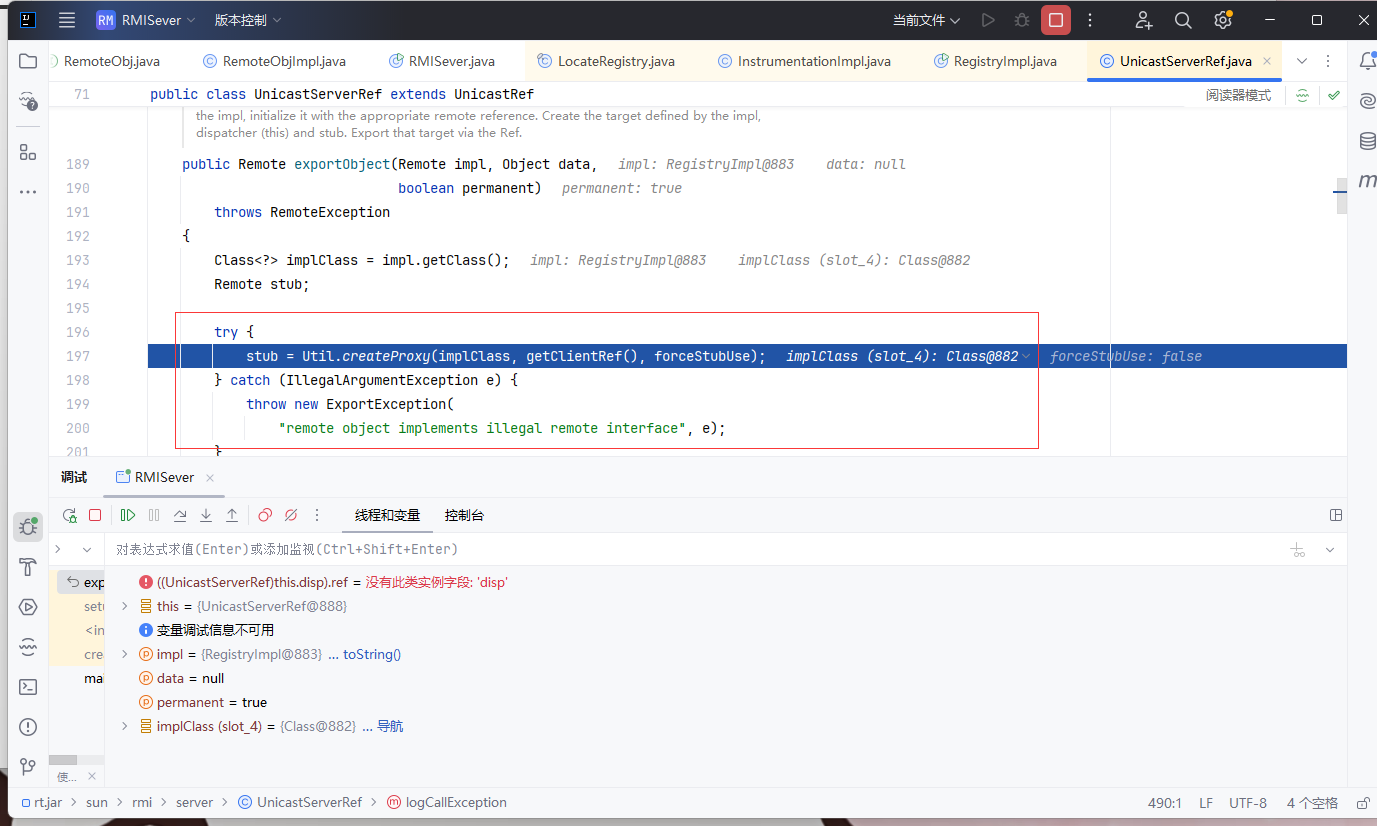 RM RMISever 版本控制 当前文件
RemoteObj.java RemoteObjImpl.java RMISever.java LocateRegistry.java InstrumentationImpl.java RegistryImpl.java UnicastServerRef.java
71 public class UnicastServerRef extends UnicastRef 阅读器模式
the impl, initialize it with the appropriate remote reference. Create the target defined by the impl,
dispatcher (this) and stub. Export that target via the Ref.
189 public Remote exportObject(Remote impl, Object data, impl: RegistryImpl@883 data: null
190 boolean permanent) permanent: true
191 throws RemoteException
192 {
193 Class<?> implClass = impl.getClass(); impl: RegistryImpl@883 implClass (slot_4): Class@882
194 Remote stub;
195
196 try {
197 stub = Util.createProxy(implClass, getClientRef(), forceStubUse); implClass (slot_4): Class@882 forceStubUse: false
198 } catch (IllegalArgumentException e) {
199 throw new ExportException(
200 "remote object implements illegal remote interface", e);
201 }
调试 RMISever
线程和变量 控制台
对表达式求值(Enter)或添加监视(Ctrl+Shift+Enter)
exp ((UnicastServerRef)this.disp).ref = 没有此类实例字段: 'disp'
setu this = {UnicastServerRef@888}
<in 变量调试信息不可用
cre impl = {RegistryImpl@883} ... toString()
mai data = null
permanent = true
implClass (slot_4) = {Class@882} ... 导航
使...
rt.jar > sun > rmi > server > UnicastServerRef > logCallException 490:1 LF UTF-8 4 个空格